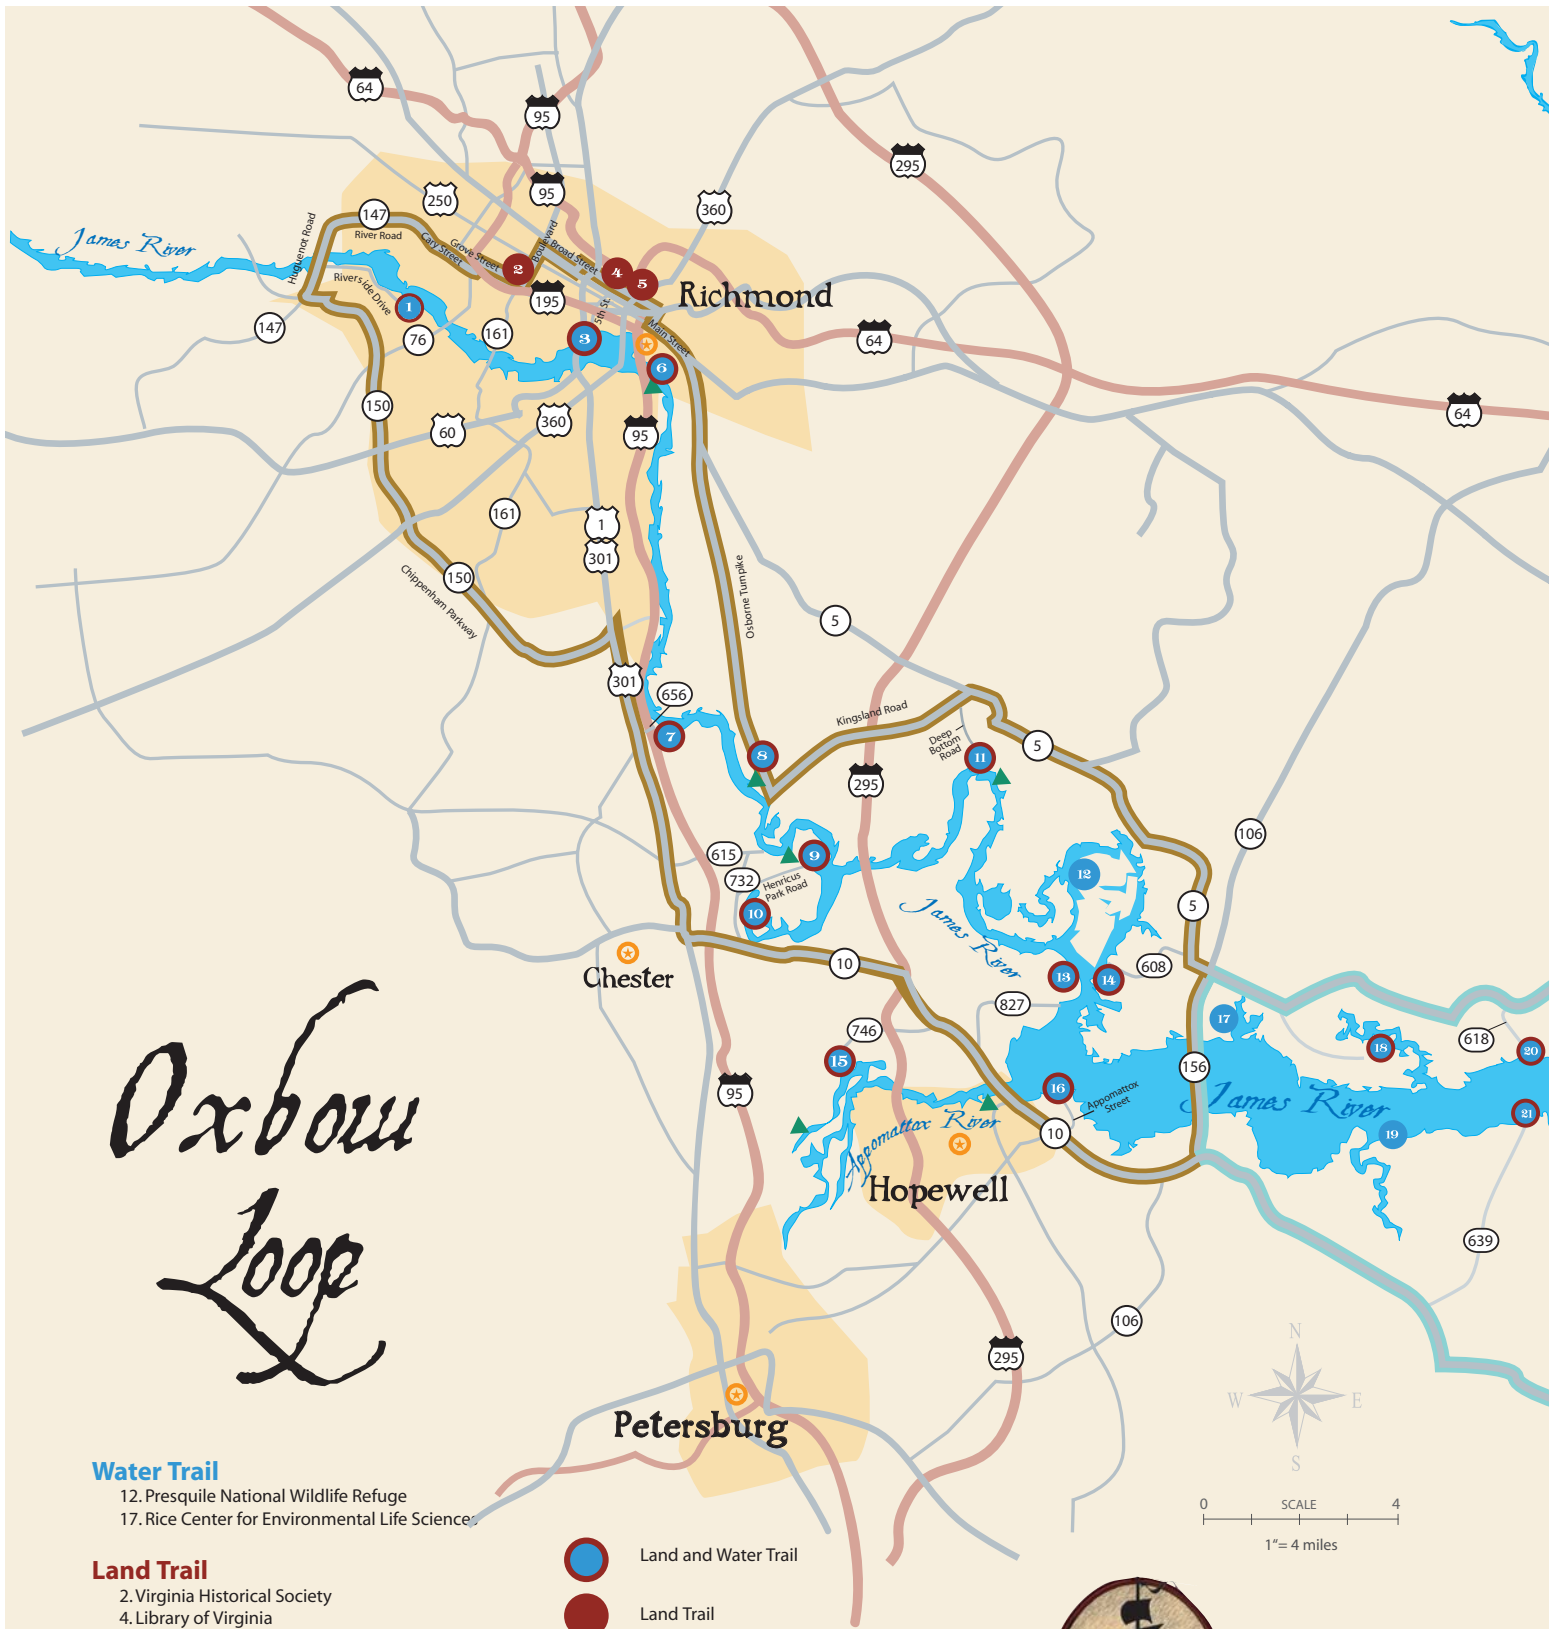 64
95
295
95
250
360
147
River Road
James River
Huguenot Road
Cary Street
Grove Street
Boulevard
Broad Street
2
4
5
195
5th St.
Riverside Drive
1
Richmond
147
76
161
3
Main Street
64
6
150
60
360
95
64
161
1
301
150
Chippenham Parkway
Osborne Turnpike
5
301
656
7
8
Kingsland Road
Deep
Bottom
Road
11
5
295
106
615
9
732
Henricus
Park Road
10
12
5
James River
Chester
10
13
14
608
827
17
746
15
618
18
20
156
95
16
Appomattox
Street
James River
21
19
10
Appomattox River
Hopewell
Oxbow
Loop
639
106
295
N
W
E
S
Petersburg
Water Trail
12. Presquile National Wildlife Refuge
17. Rice Center for Environmental Life Sciences
0 SCALE 4
1"= 4 miles
Land Trail
2. Virginia Historical Society
4. Library of Virginia
Land and Water Trail
Land Trail